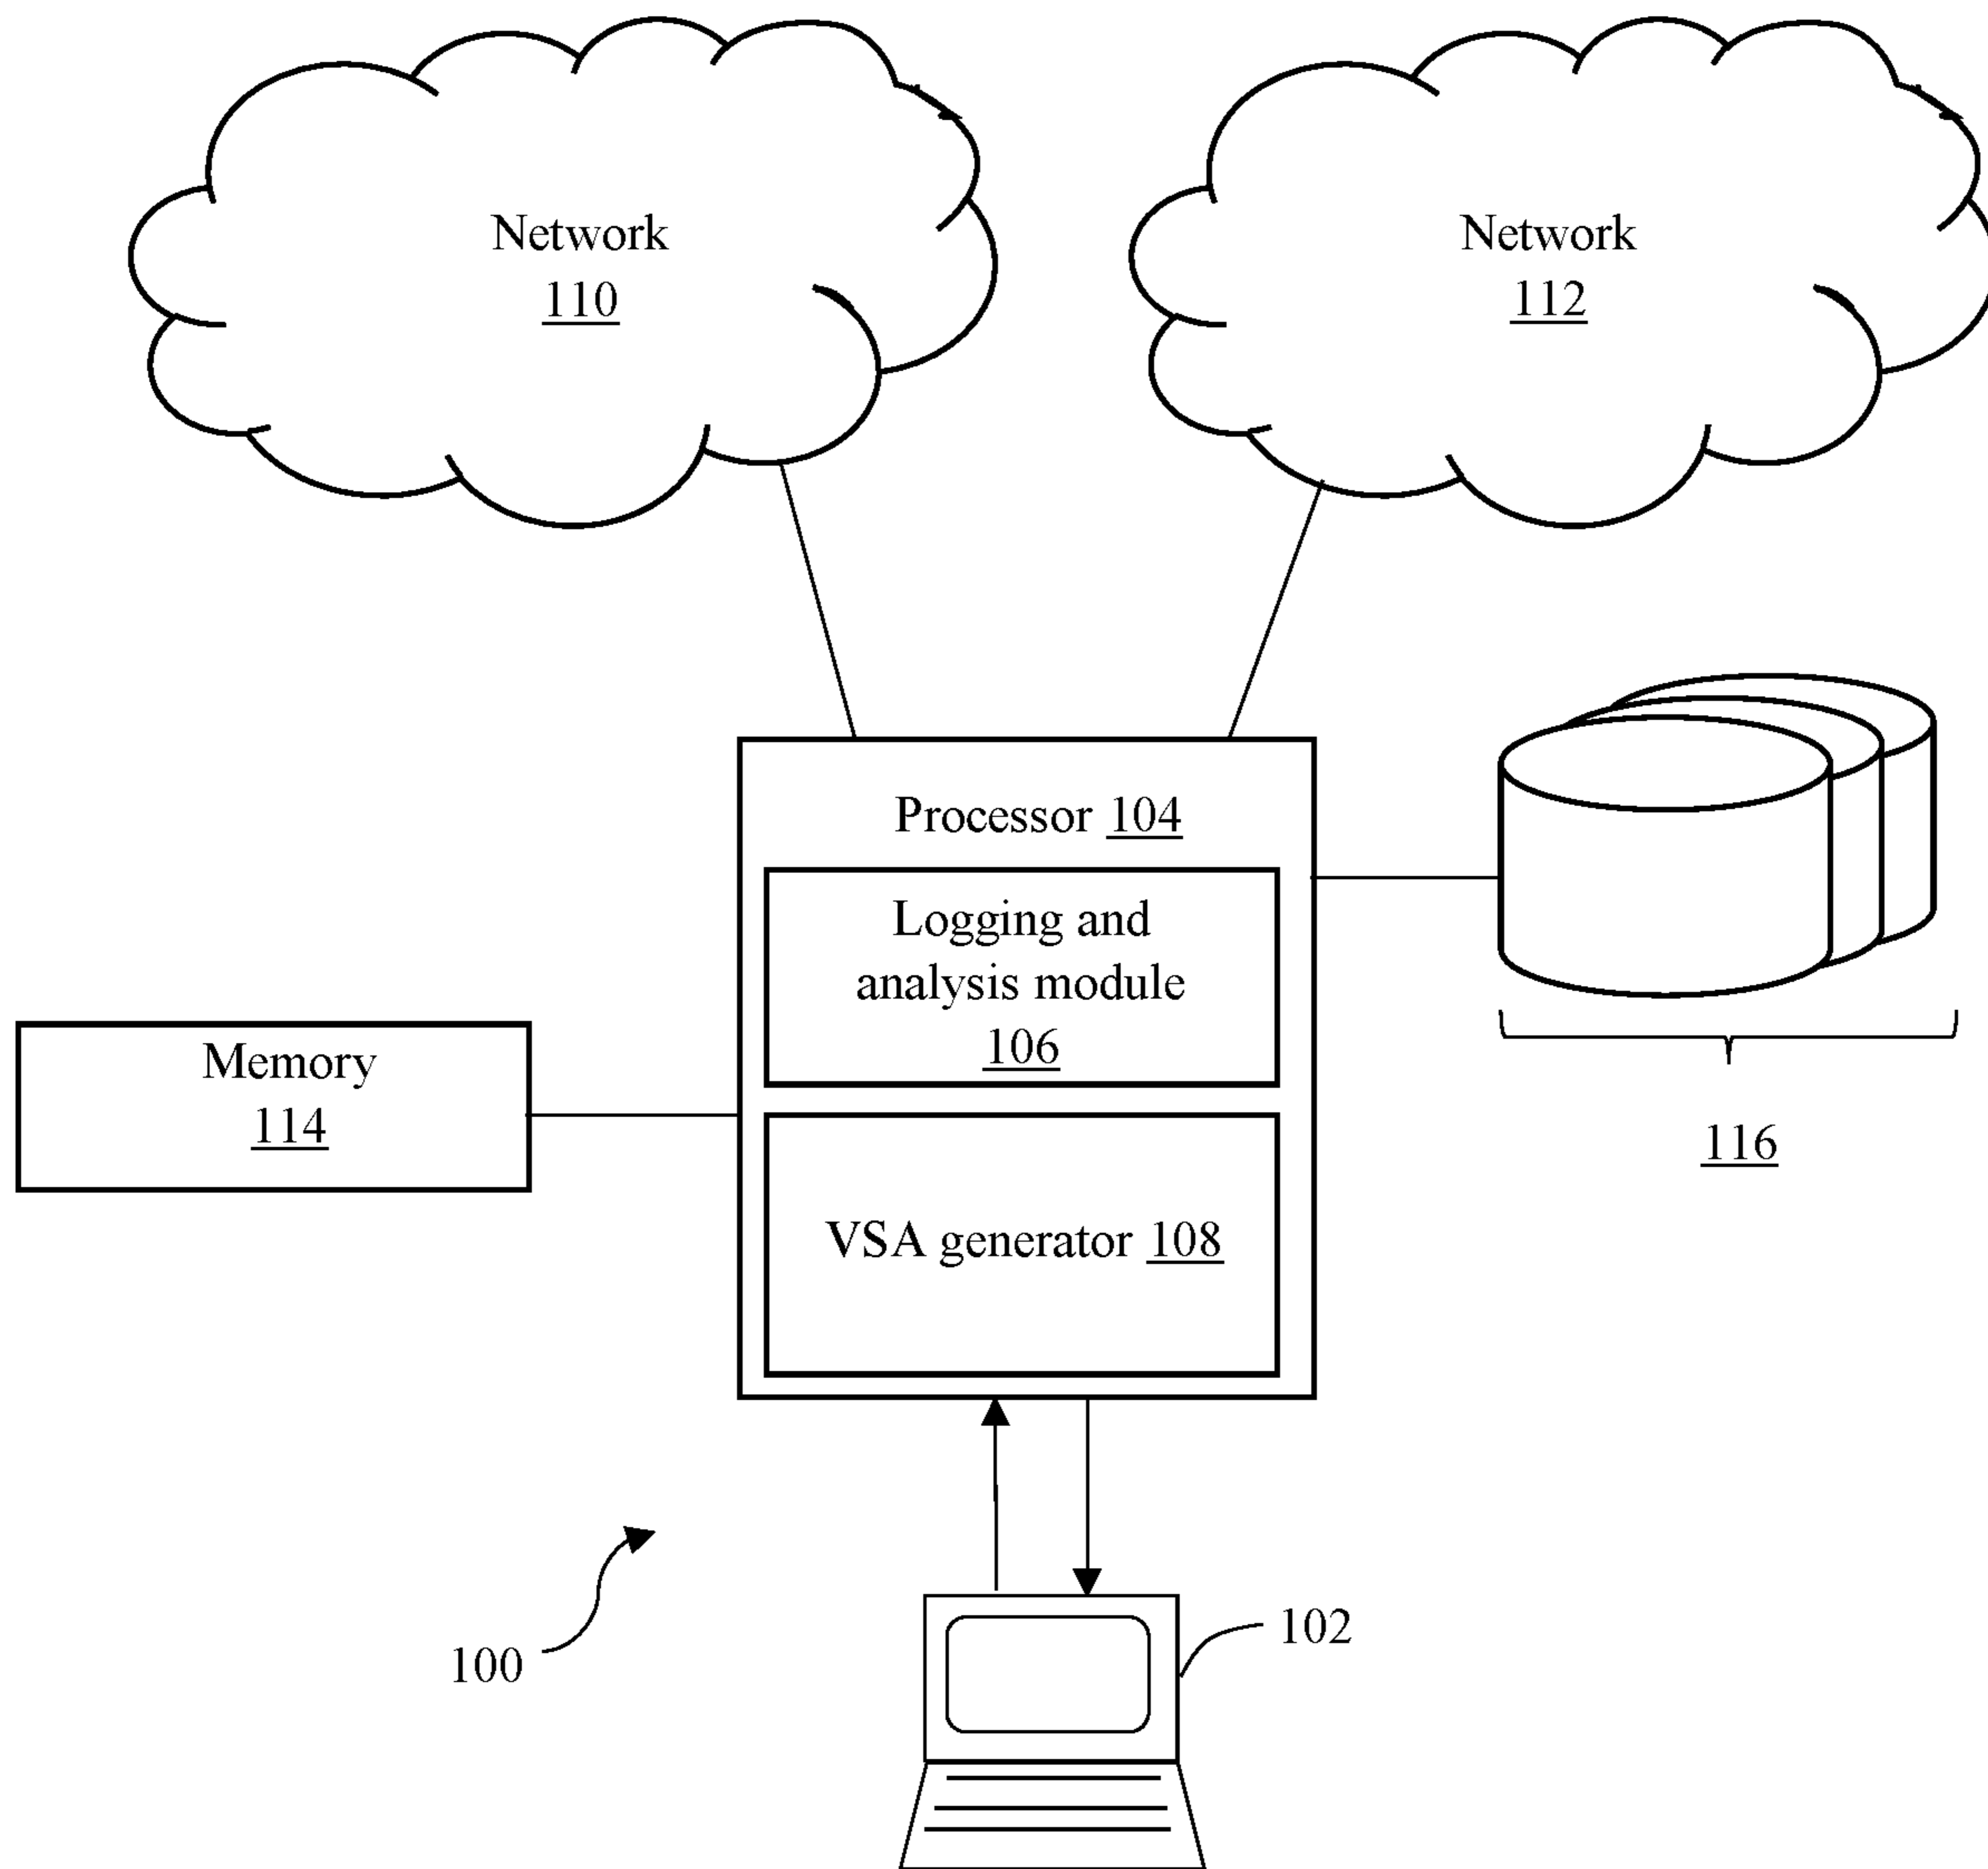 Network
110
Network
112
Processor 104
Logging and
analysis module
106
Memory
114
116
VSA generator 108
100
102